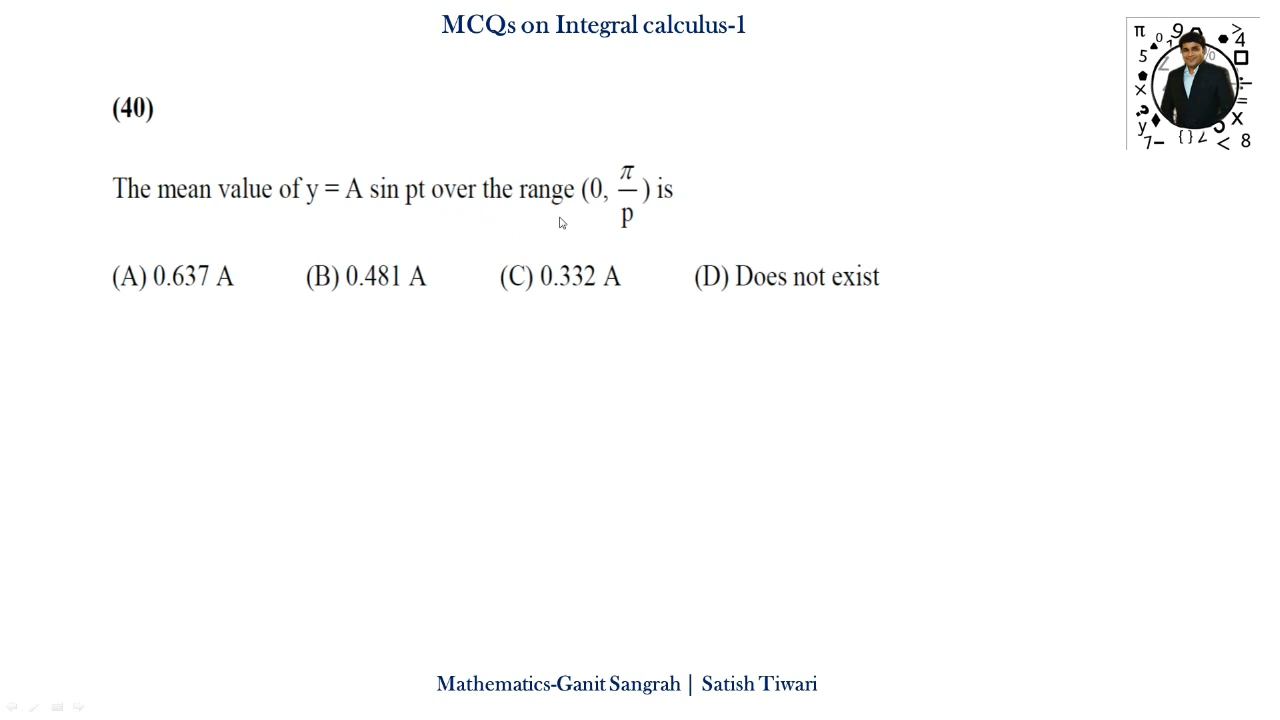 MCQs on Integral calculus-1
(40)
The mean value of y = A sin pt over the range (0, π/p) is
(A) 0.637 A (B) 0.481 A (C) 0.332 A (D) Does not exist
Mathematics-Ganit Sangrah | Satish Tiwari